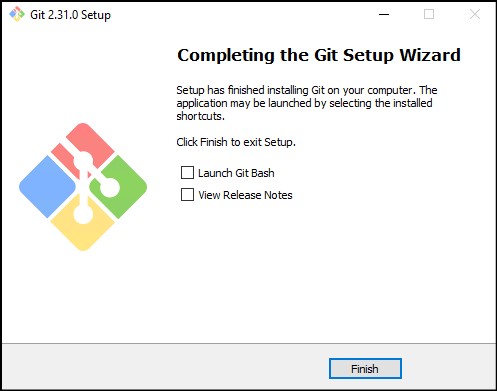 Git 2.31.0 Setup
Completing the Git Setup Wizard
Setup has finished installing Git on your computer. The
application may be launched by selecting the installed
shortcuts.
Click Finish to exit Setup.
Launch Git Bash
View Release Notes
Finish